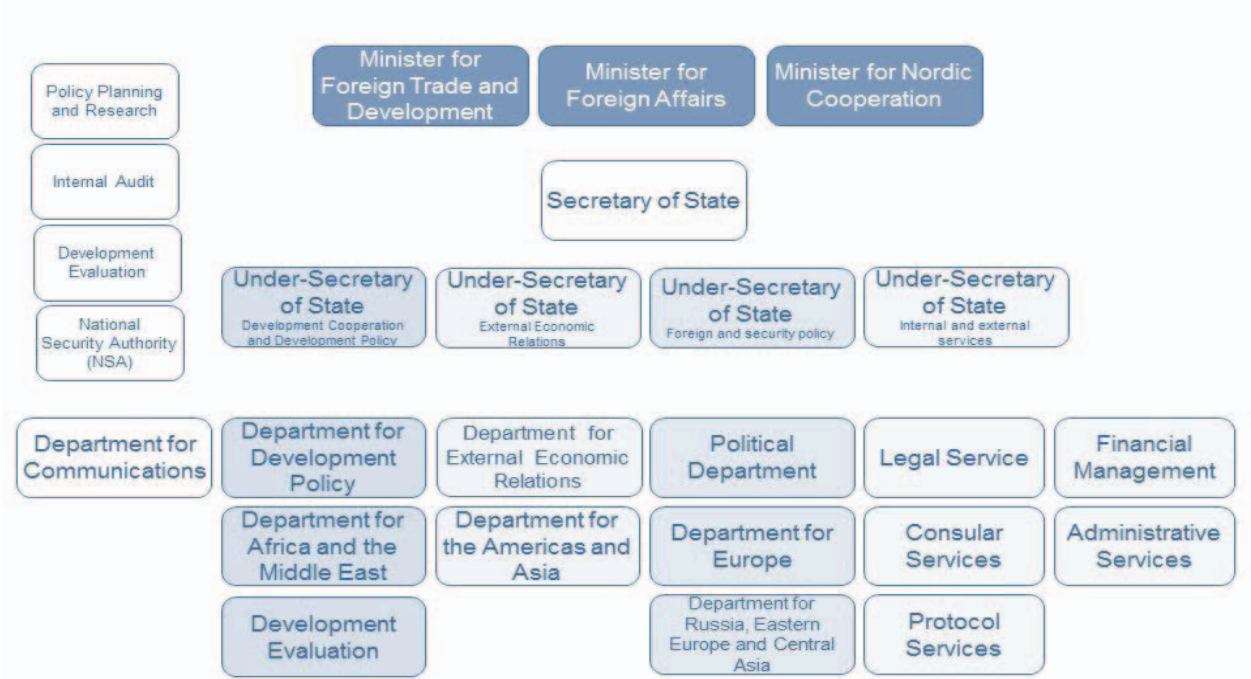 Minister for
Foreign Trade and
Development
Minister for
Foreign Affairs
Minister for Nordic
Cooperation
Policy Planning
and Research
Internal Audit
Development
Evaluation
National
Security Authority
(NSA)
Secretary of State
Under-Secretary
of State
Development Cooperation
and Development Policy
Under-Secretary
of State
External Economic
Relations
Under-Secretary
of State
Foreign and security policy
Under-Secretary
of State
Internal and external
services
Department for
Communications
Department for
Development
Policy
Department for
External Economic
Relations
Political
Department
Legal Service
Financial
Management
Department for
Africa and the
Middle East
Department for
the Americas and
Asia
Department for
Europe
Consular
Services
Administrative
Services
Development
Evaluation
Department for
Russia, Eastern
Europe and Central
Asia
Protocol
Services